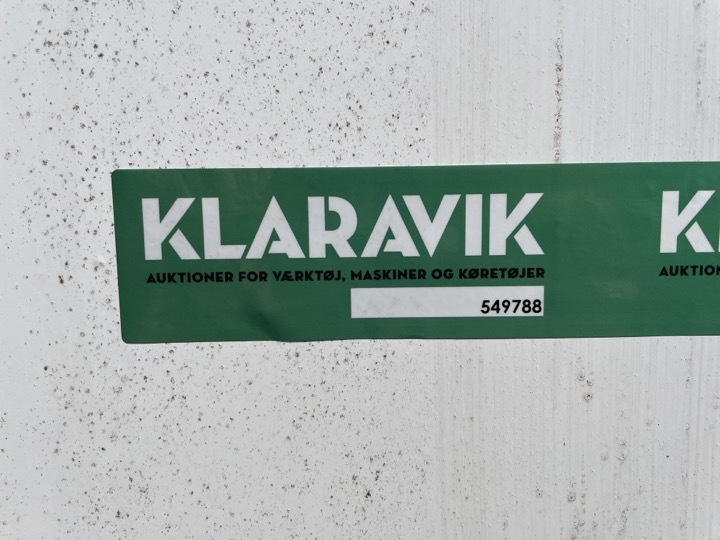 KLARAVIK
AUKTIONER FOR VÆRKTØJ, MASKINER OG KØRETØJER
549788